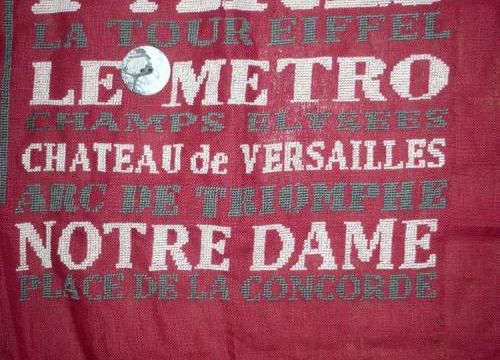 LA TOUR EIFFEL
LE METRO
CHAMPS ELYSEES
CHATEAU de VERSAILLES
ARC DE TRIOMPHE
NOTRE DAME
PLACE DE LA CONCORDE